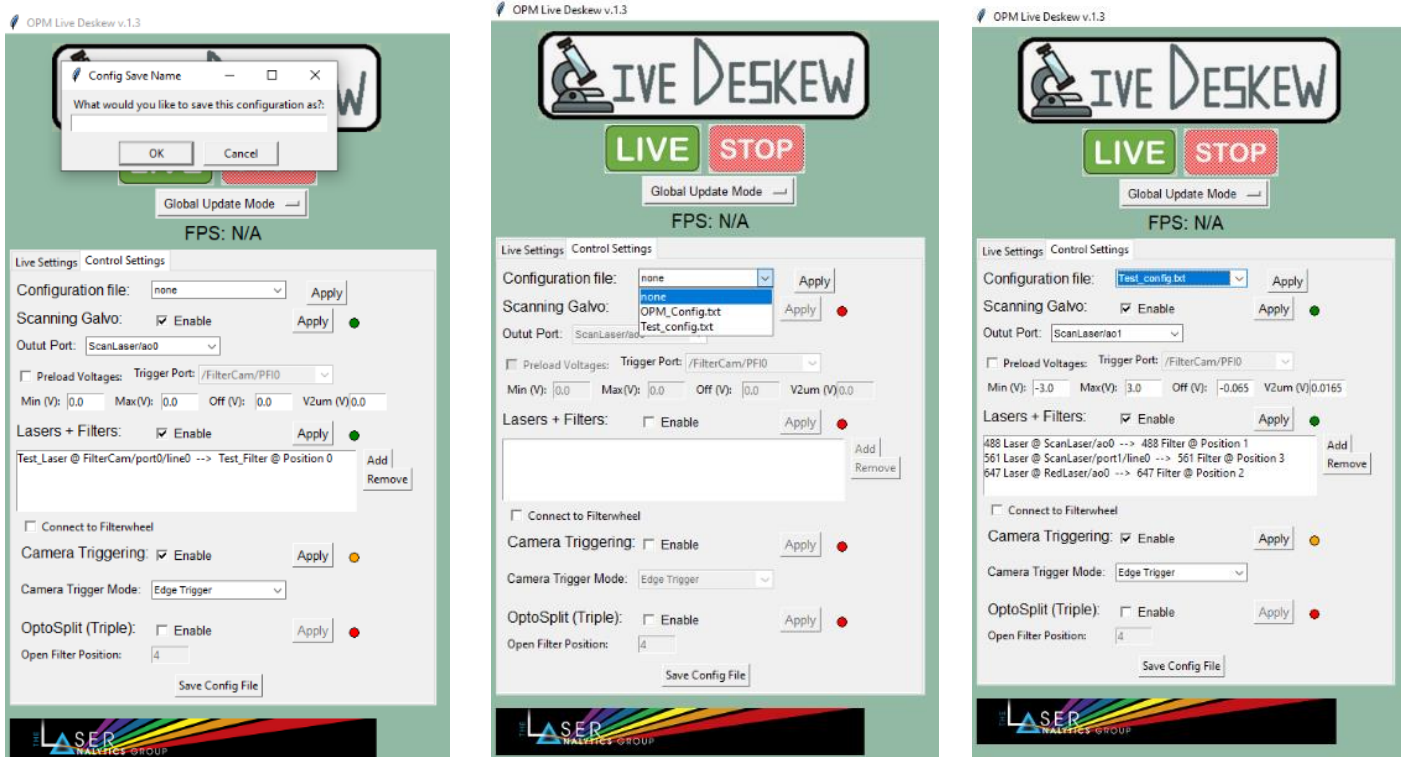 OPM Live Deskew v.1.3
Config Save Name
What would you like to save this configuration as?:
OK Cancel
W
Global Update Mode
FPS: N/A
Live Settings Control Settings
Configuration file: none Apply
Scanning Galvo: Enable Apply
Outut Port: ScanLaser/ao0
Preload Voltages: Trigger Port: /FilterCam/PFI0
Min (V): 0.0 Max(V): 0.0 Off (V): 0.0 V2um (V) 0.0
Lasers + Filters: Enable Apply
Test_Laser @ FilterCam/port0/line0 --> Test_Filter @ Position 0
Add
Remove
Connect to Filterwheel
Camera Triggering: Enable Apply
Camera Trigger Mode: Edge Trigger
OptoSplit (Triple): Enable Apply
Open Filter Position: 4
Save Config File
THE LASER
ANALYTICS GROUP
OPM Live Deskew v.1.3
LIVE DESKEW
LIVE STOP
Global Update Mode
FPS: N/A
Live Settings Control Settings
Configuration file: none Apply
none
OPM_Config.txt
Test_config.txt
Scanning Galvo: Apply
Outut Port: ScanLaser/ao
Preload Voltages: Trigger Port: /FilterCam/PFI0
Min (V): 0.0 Max(V): 0.0 Off (V): 0.0 V2um (V) 0.0
Lasers + Filters: Enable Apply
Add
Remove
Connect to Filterwheel
Camera Triggering: Enable Apply
Camera Trigger Mode: Edge Trigger
OptoSplit (Triple): Enable Apply
Open Filter Position: 4
Save Config File
THE LASER
ANALYTICS GROUP
OPM Live Deskew v.1.3
LIVE DESKEW
LIVE STOP
Global Update Mode
FPS: N/A
Live Settings Control Settings
Configuration file: Test_config.txt Apply
Scanning Galvo: Enable Apply
Outut Port: ScanLaser/ao1
Preload Voltages: Trigger Port: /FilterCam/PFI0
Min (V): -3.0 Max(V): 3.0 Off (V): -0.065 V2um (V) 0.0165
Lasers + Filters: Enable Apply
488 Laser @ ScanLaser/ao0 --> 488 Filter @ Position 1
561 Laser @ ScanLaser/port1/line0 --> 561 Filter @ Position 3
647 Laser @ RedLaser/ao0 --> 647 Filter @ Position 2
Add
Remove
Connect to Filterwheel
Camera Triggering: Enable Apply
Camera Trigger Mode: Edge Trigger
OptoSplit (Triple): Enable Apply
Open Filter Position: 4
Save Config File
THE LASER
ANALYTICS GROUP